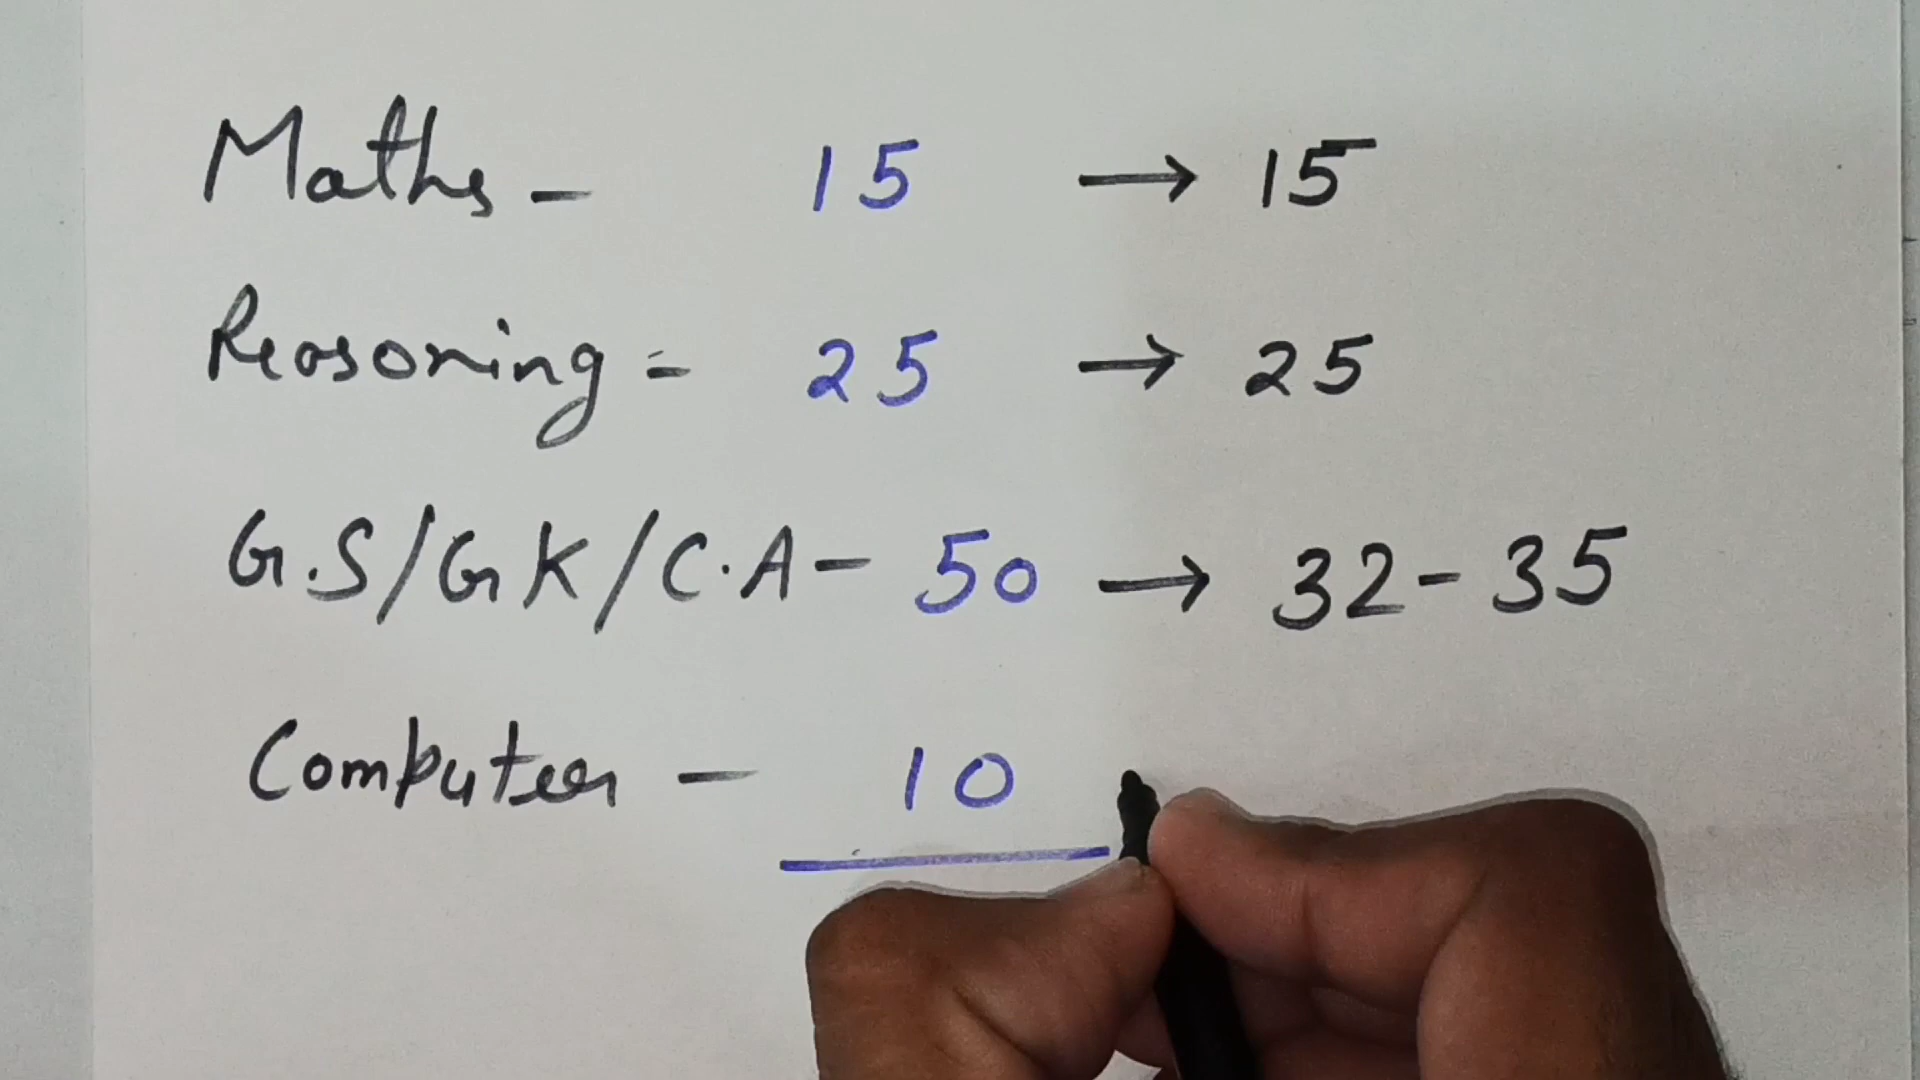 Maths - 15 → 15
Reasoning - 25 → 25
G.S/GK/C.A - 50 → 32-35
Computer - 10